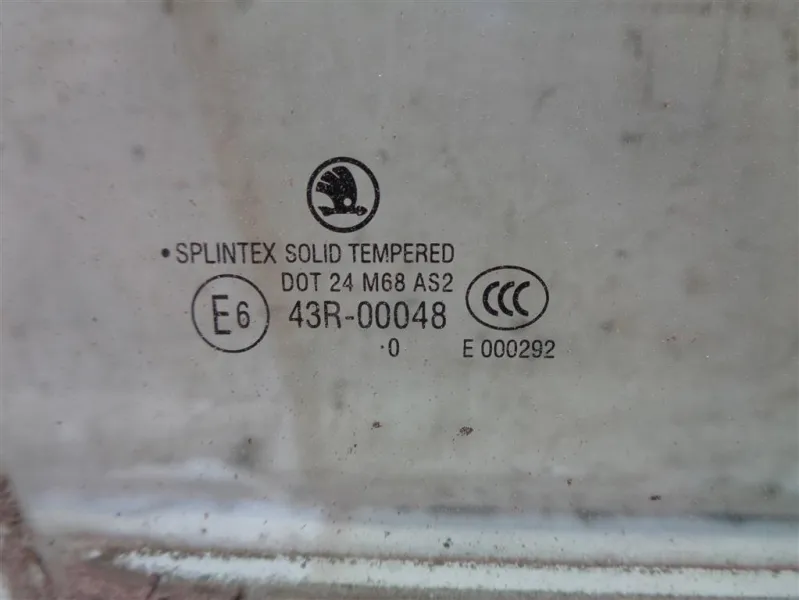 •SPLINTEX SOLID TEMPERED
DOT 24 M68 AS2
E6 43R-00048 CCC
·0 E 000292